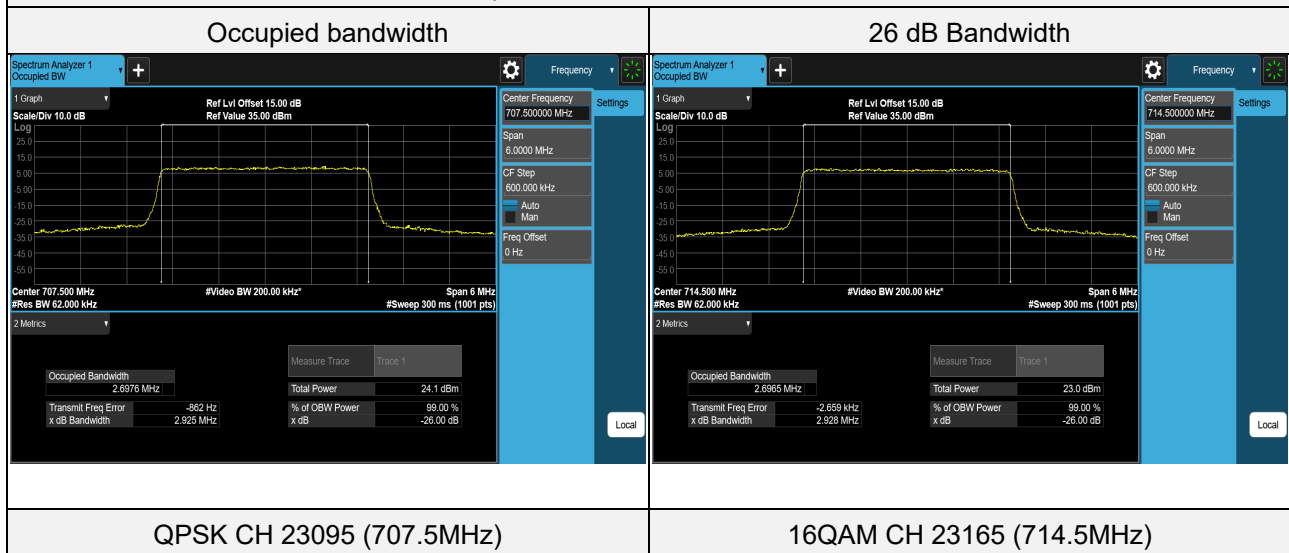 Occupied bandwidth
26 dB Bandwidth
Spectrum Analyzer 1
Occupied BW
+
Frequency
1 Graph
Scale/Div 10.0 dB
Ref Lvl Offset 15.00 dB
Ref Value 35.00 dBm
Log
25.0
15.0
5.00
-5.00
-15.0
-25.0
-35.0
-45.0
-55.0
Center 707.500 MHz
#Res BW 62.000 kHz
#Video BW 200.00 kHz*
Span 6 MHz
#Sweep 300 ms (1001 pts)
Center Frequency
707.500000 MHz
Settings
Span
6.0000 MHz
CF Step
600.000 kHz
Auto
Man
Freq Offset
0 Hz
Local
2 Metrics
Measure Trace Trace 1
Occupied Bandwidth
2.6976 MHz
Total Power 24.1 dBm
Transmit Freq Error -862 Hz
% of OBW Power 99.00 %
x dB Bandwidth 2.925 MHz
x dB -26.00 dB
Spectrum Analyzer 1
Occupied BW
+
Frequency
1 Graph
Scale/Div 10.0 dB
Ref Lvl Offset 15.00 dB
Ref Value 35.00 dBm
Log
25.0
15.0
5.00
-5.00
-15.0
-25.0
-35.0
-45.0
-55.0
Center 714.500 MHz
#Res BW 62.000 kHz
#Video BW 200.00 kHz*
Span 6 MHz
#Sweep 300 ms (1001 pts)
Center Frequency
714.500000 MHz
Settings
Span
6.0000 MHz
CF Step
600.000 kHz
Auto
Man
Freq Offset
0 Hz
Local
2 Metrics
Measure Trace Trace 1
Occupied Bandwidth
2.6965 MHz
Total Power 23.0 dBm
Transmit Freq Error -2.659 kHz
% of OBW Power 99.00 %
x dB Bandwidth 2.928 MHz
x dB -26.00 dB
QPSK CH 23095 (707.5MHz)
16QAM CH 23165 (714.5MHz)